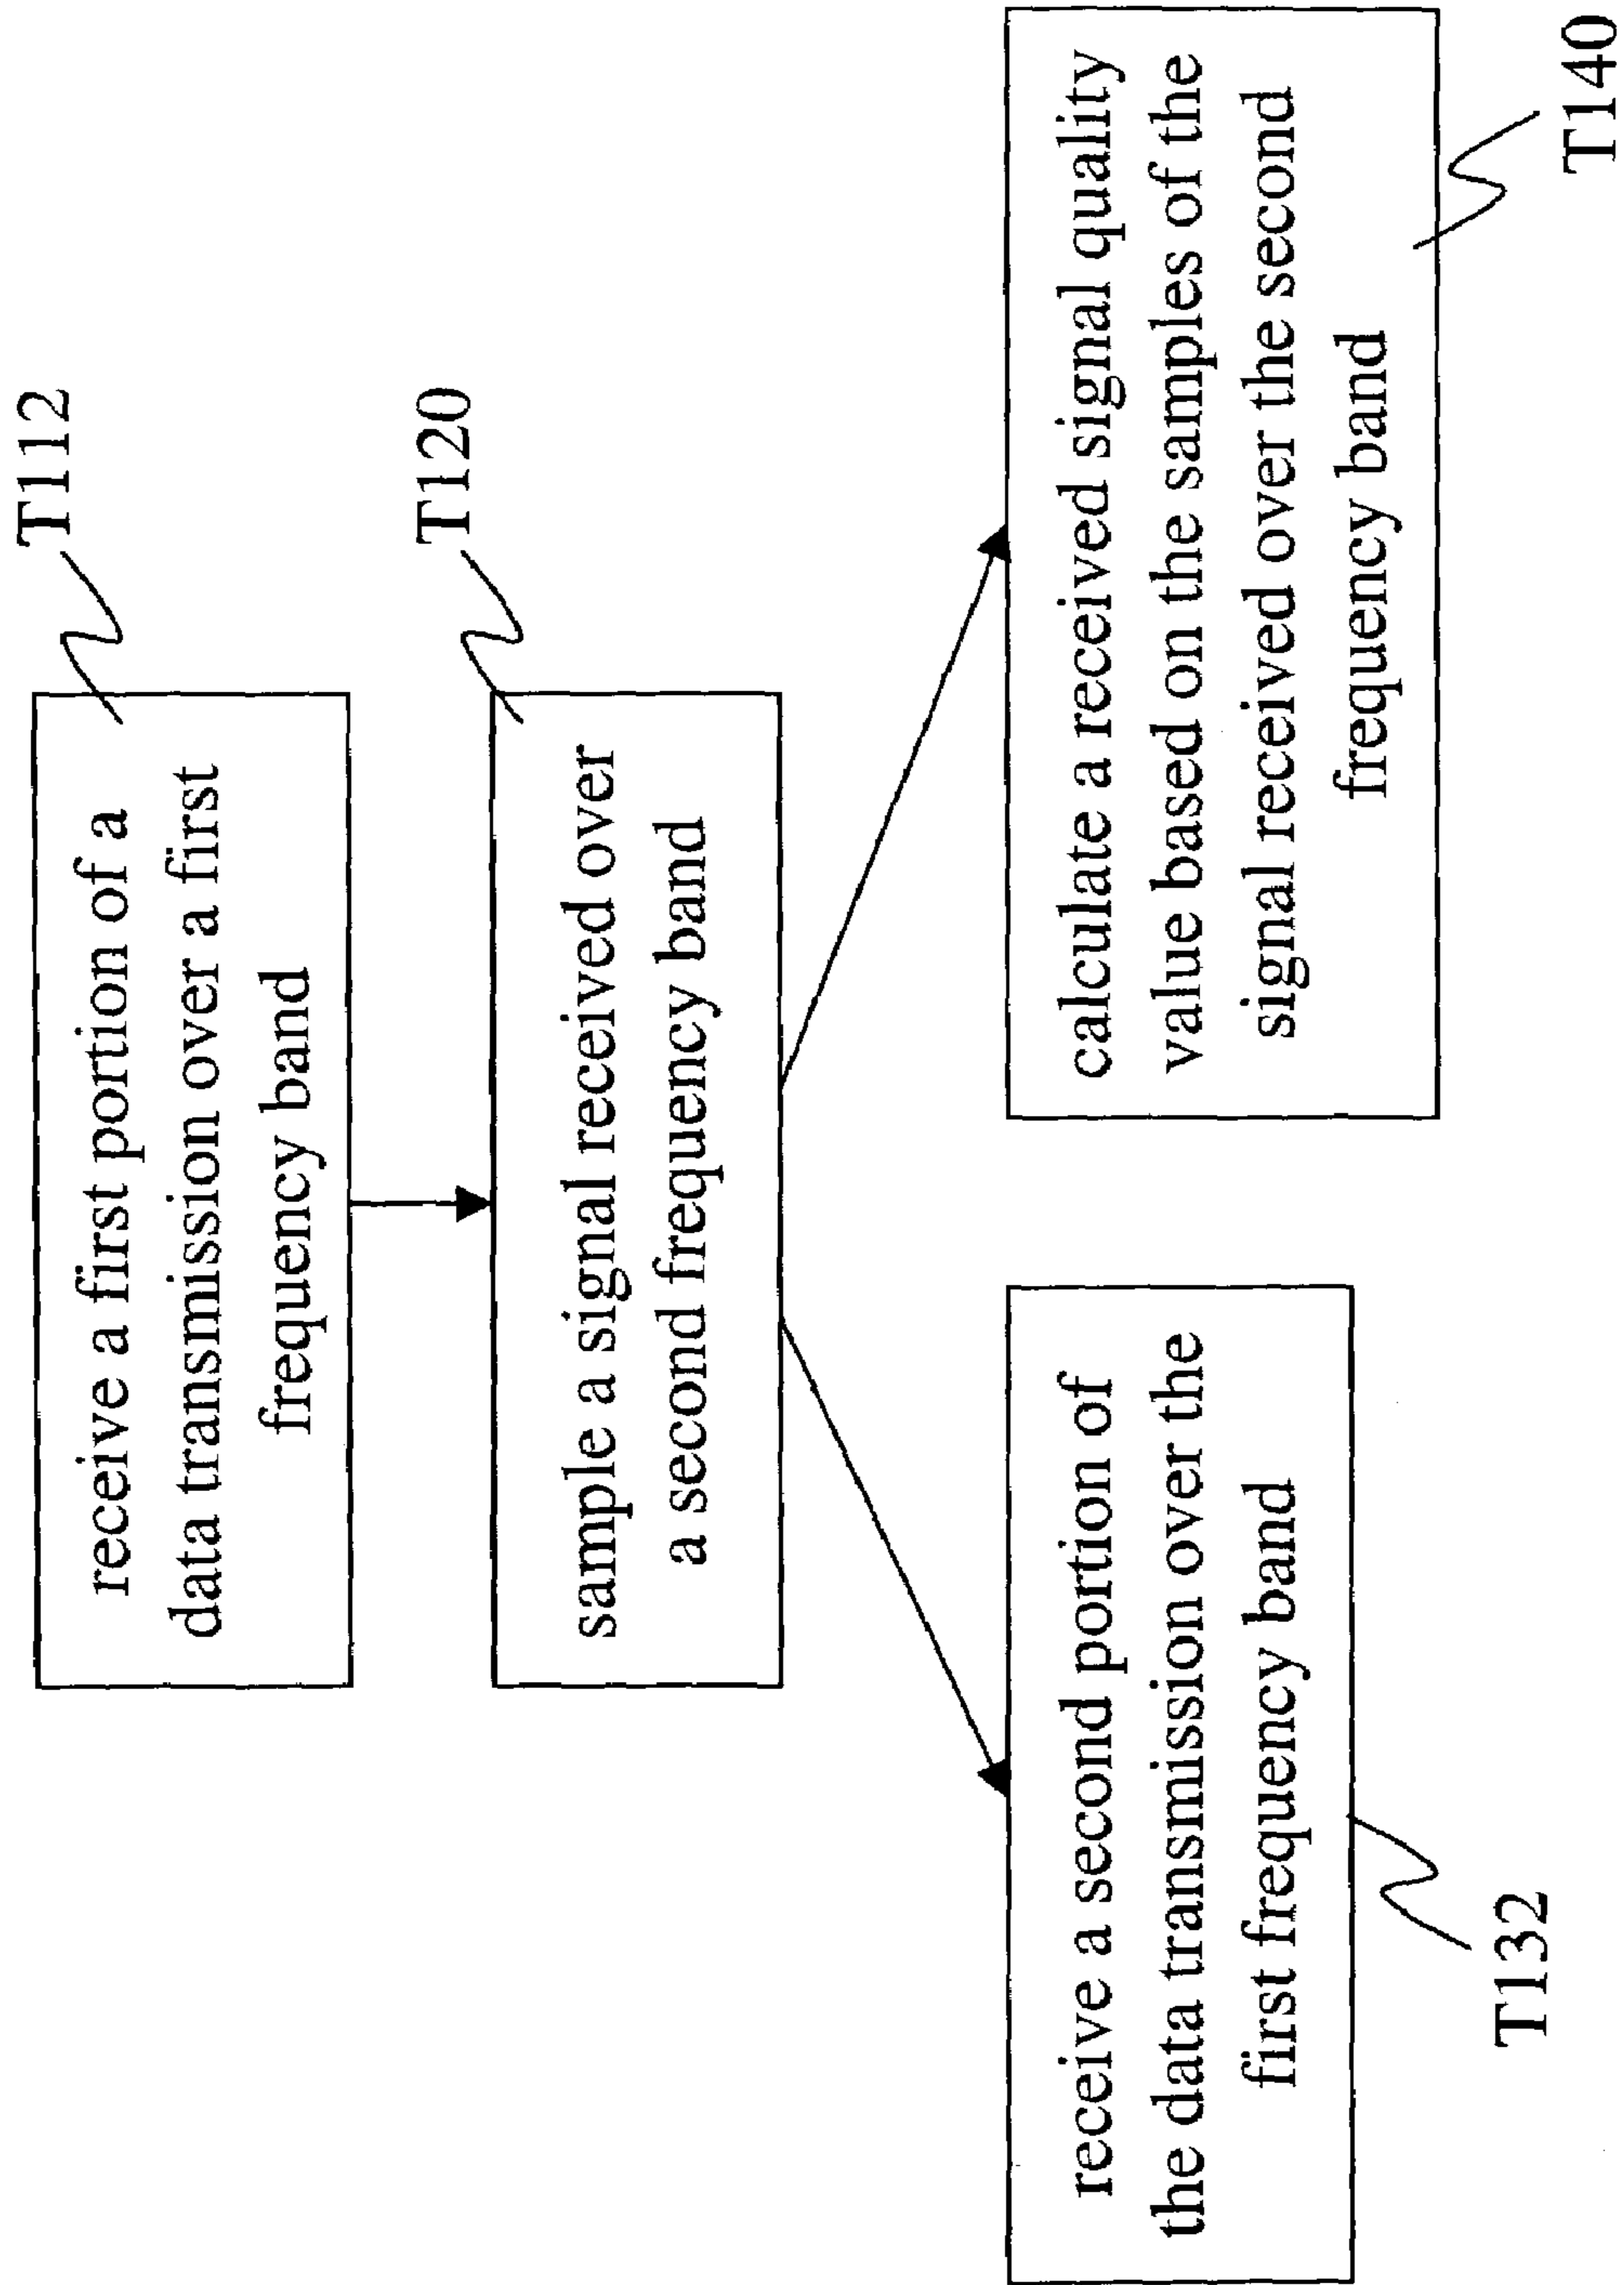 receive a first portion of a
data transmission over a first
frequency band
T112
sample a signal received over
a second frequency band
T120
receive a second portion of
the data transmission over the
first frequency band
T132
calculate a received signal quality
value based on the samples of the
signal received over the second
frequency band
T140